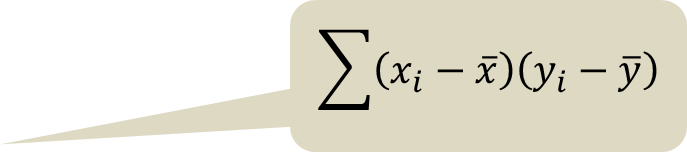 ∑(xᵢ − x̄)(yᵢ − ȳ)